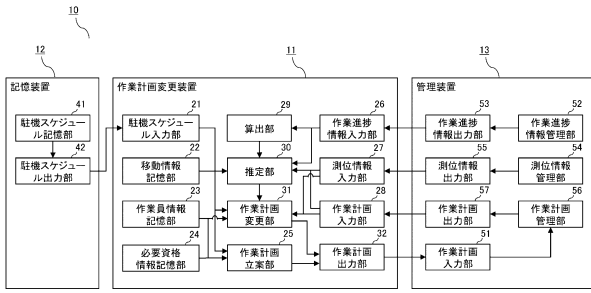 10
12
11
13
記憶装置
作業計画変更装置
管理装置
41
駐機スケジュ
ール記憶部
42
駐機スケジュ
ール出力部
21
駐機スケジュ
ール入力部
22
移動情報
記憶部
23
作業員情報
記憶部
24
必要資格
情報記憶部
29
算出部
30
推定部
31
作業計画
変更部
25
作業計画
立案部
26
作業進捗
情報入力部
27
測位情報
入力部
28
作業計画
入力部
32
作業計画
出力部
53
作業進捗
情報出力部
55
測位情報
出力部
57
作業計画
出力部
51
作業計画
入力部
52
作業進捗
情報管理部
54
測位情報
管理部
56
作業計画
管理部